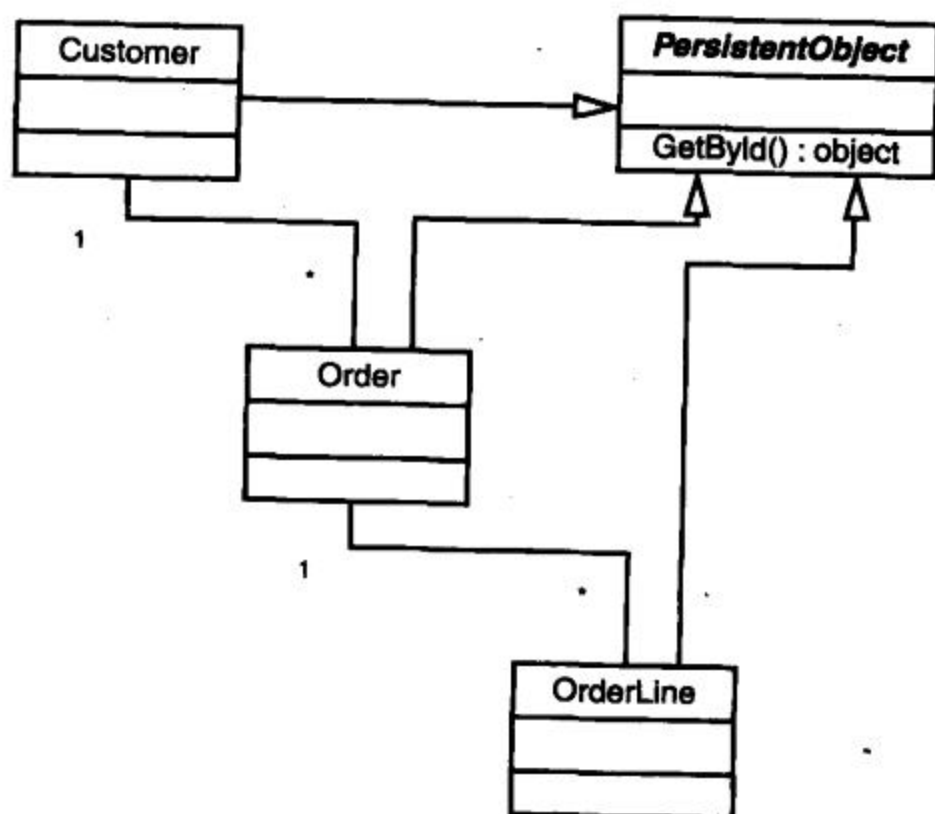 Customer
PersistentObject
GetById() : object
1
*
Order
1
*
OrderLine